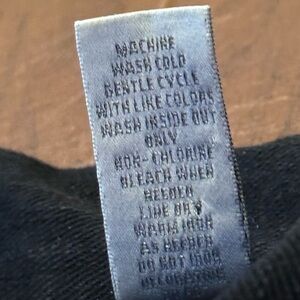 MACHINE
WASH COLD
GENTLE CYCLE
WITH LIKE COLORS
WASH INSIDE OUT
ONLY
NON-CHLORINE
BLEACH WHEN
NEEDED
LINE DRY
WARM IRON
AS NEEDED
DO NOT IRON
DECORATION